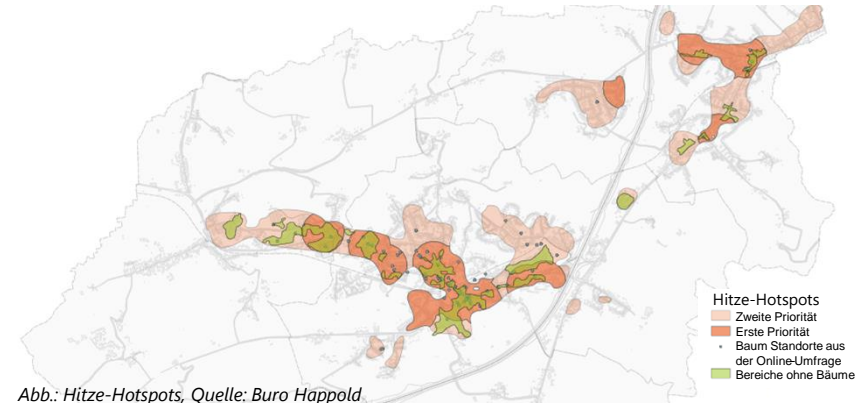 Hitze-Hotspots
Zweite Priorität
Erste Priorität
Baum Standorte aus
der Online-Umfrage
Bereiche ohne Bäume
Abb.: Hitze-Hotspots, Quelle: Buro Happold